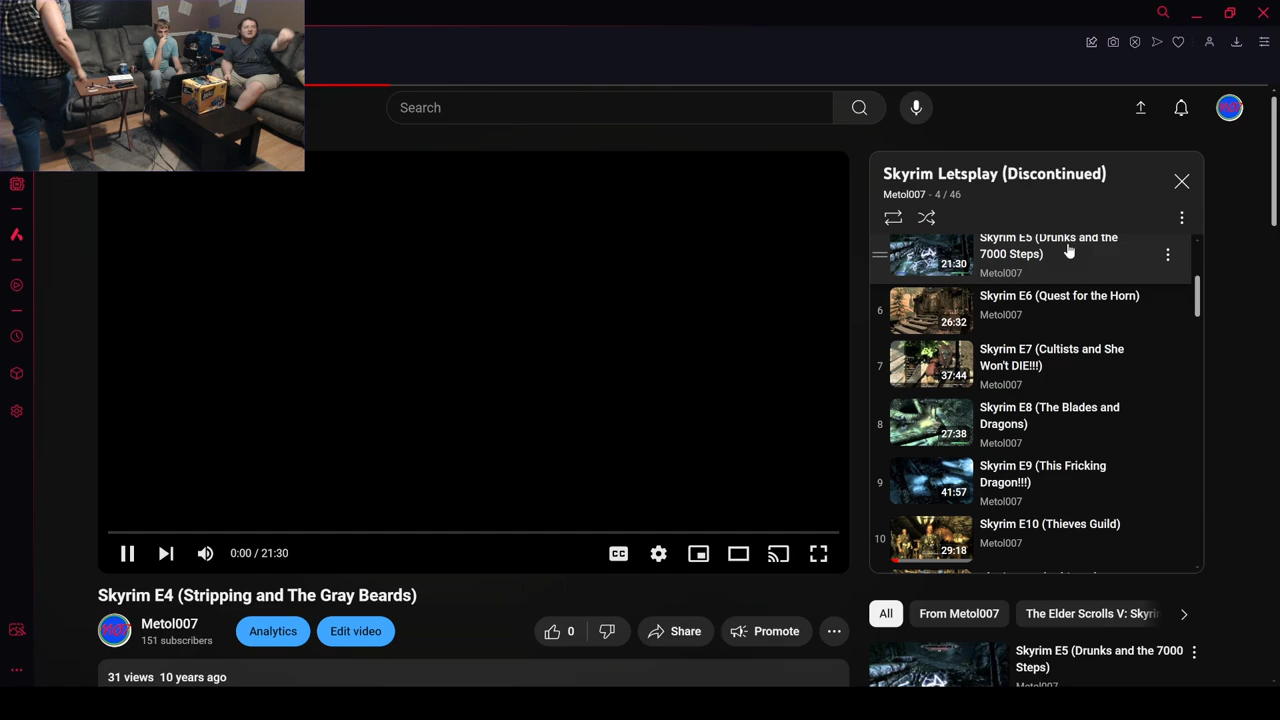 Search
Skyrim Letsplay (Discontinued)
Metol007 - 4 / 46
Skyrim E5 (Drunks and the
7000 Steps)
21:30
Metol007
6
Skyrim E6 (Quest for the Horn)
26:32
Metol007
7
Skyrim E7 (Cultists and She
Won't DIE!!!)
37:44
Metol007
8
Skyrim E8 (The Blades and
Dragons)
27:38
Metol007
9
Skyrim E9 (This Fricking
Dragon!!!)
41:57
Metol007
10
Skyrim E10 (Thieves Guild)
29:18
Metol007
0:00 / 21:30
CC
Skyrim E4 (Stripping and The Gray Beards)
Metol007
151 subscribers
Analytics
Edit video
0
Share
Promote
31 views 10 years ago
All
From Metol007
The Elder Scrolls V: Skyri
Skyrim E5 (Drunks and the 7000
Steps)